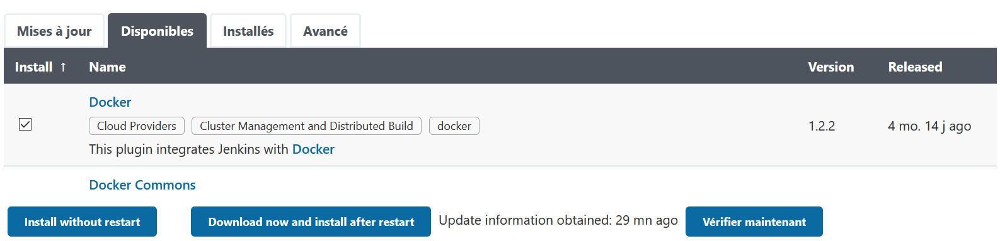 Mises à jour Disponibles Installés Avancé
Install ↑ Name Version Released
Docker
Cloud Providers Cluster Management and Distributed Build docker
1.2.2 4 mo. 14 j ago
This plugin integrates Jenkins with Docker
Docker Commons
Install without restart Download now and install after restart Update information obtained: 29 mn ago Vérifier maintenant